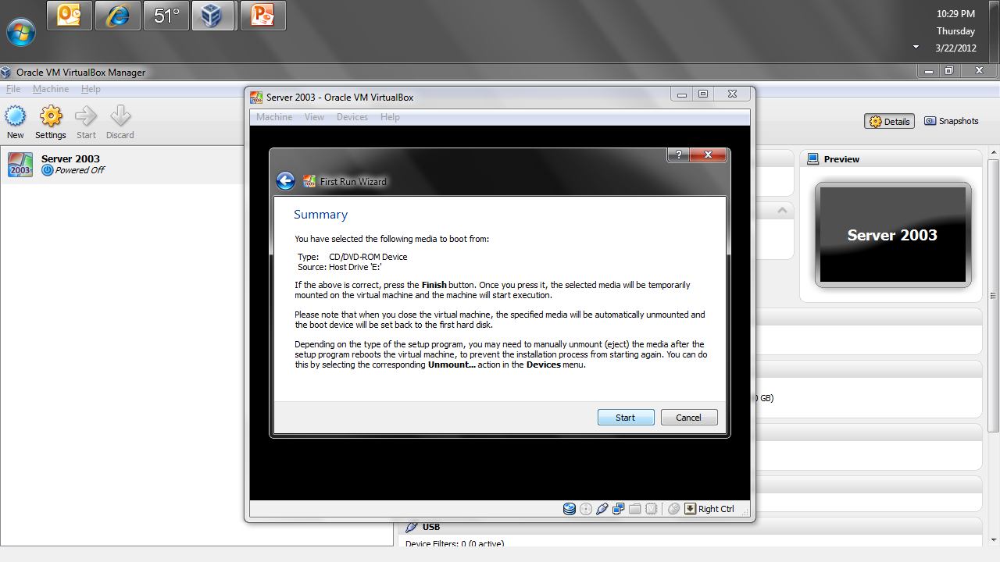 51°
10:29 PM
Thursday
3/22/2012
Oracle VM VirtualBox Manager
File Machine Help
New Settings Start Discard
Details Snapshots
Server 2003
Powered Off
Preview
Server 2003
Server 2003 - Oracle VM VirtualBox
Machine View Devices Help
First Run Wizard
Summary
You have selected the following media to boot from:
Type: CD/DVD-ROM Device
Source: Host Drive 'E:'
If the above is correct, press the Finish button. Once you press it, the selected media will be temporarily
mounted on the virtual machine and the machine will start execution.
Please note that when you close the virtual machine, the specified media will be automatically unmounted and
the boot device will be set back to the first hard disk.
Depending on the type of the setup program, you may need to manually unmount (eject) the media after the
setup program reboots the virtual machine, to prevent the installation process from starting again. You can do
this by selecting the corresponding Unmount... action in the Devices menu.
Start Cancel
GB)
Right Ctrl
USB
Device Filters: 0 (0 active)